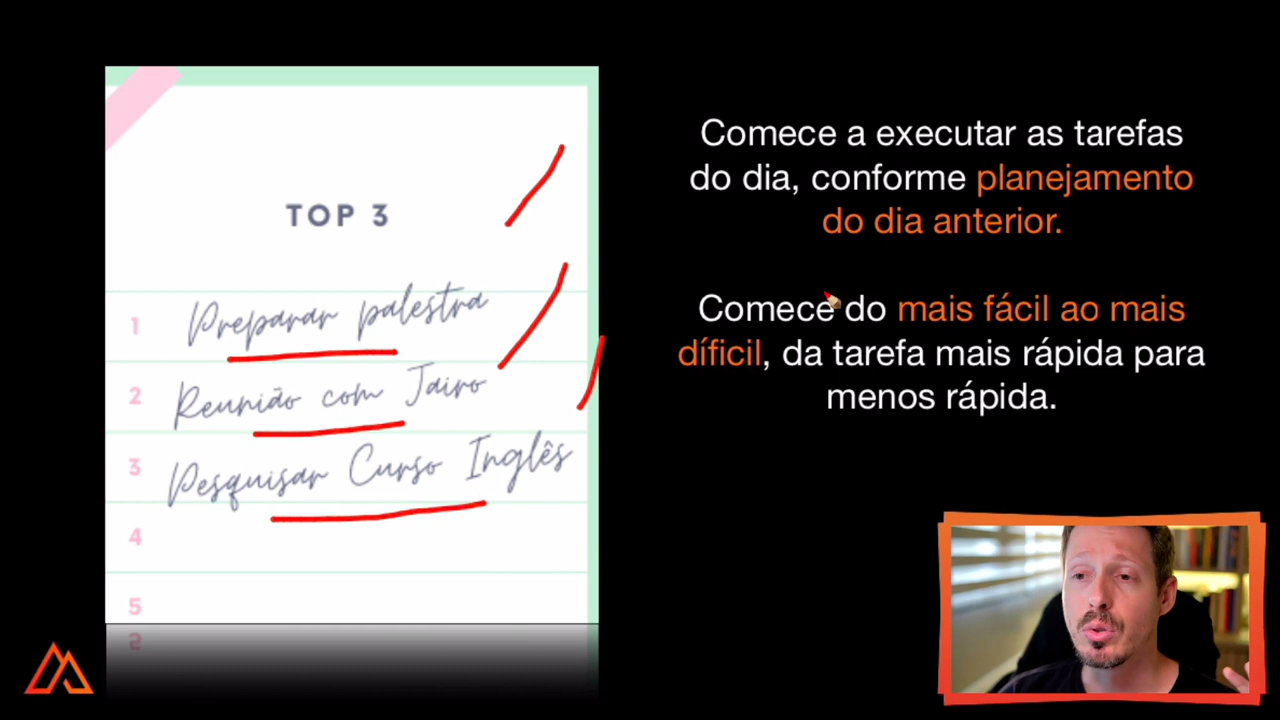 TOP 3
1 Preparar palestra
2 Reunião com Jairo
3 Pesquisar Curso Inglês
4
5
2
Comece a executar as tarefas
do dia, conforme planejamento
do dia anterior.
Comece do mais fácil ao mais
díficil, da tarefa mais rápida para
menos rápida.